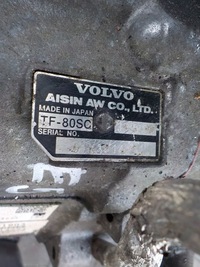 VOLVO
AISIN AW CO., LTD.
MADE IN JAPAN
TF-80SC
SERIAL NO.